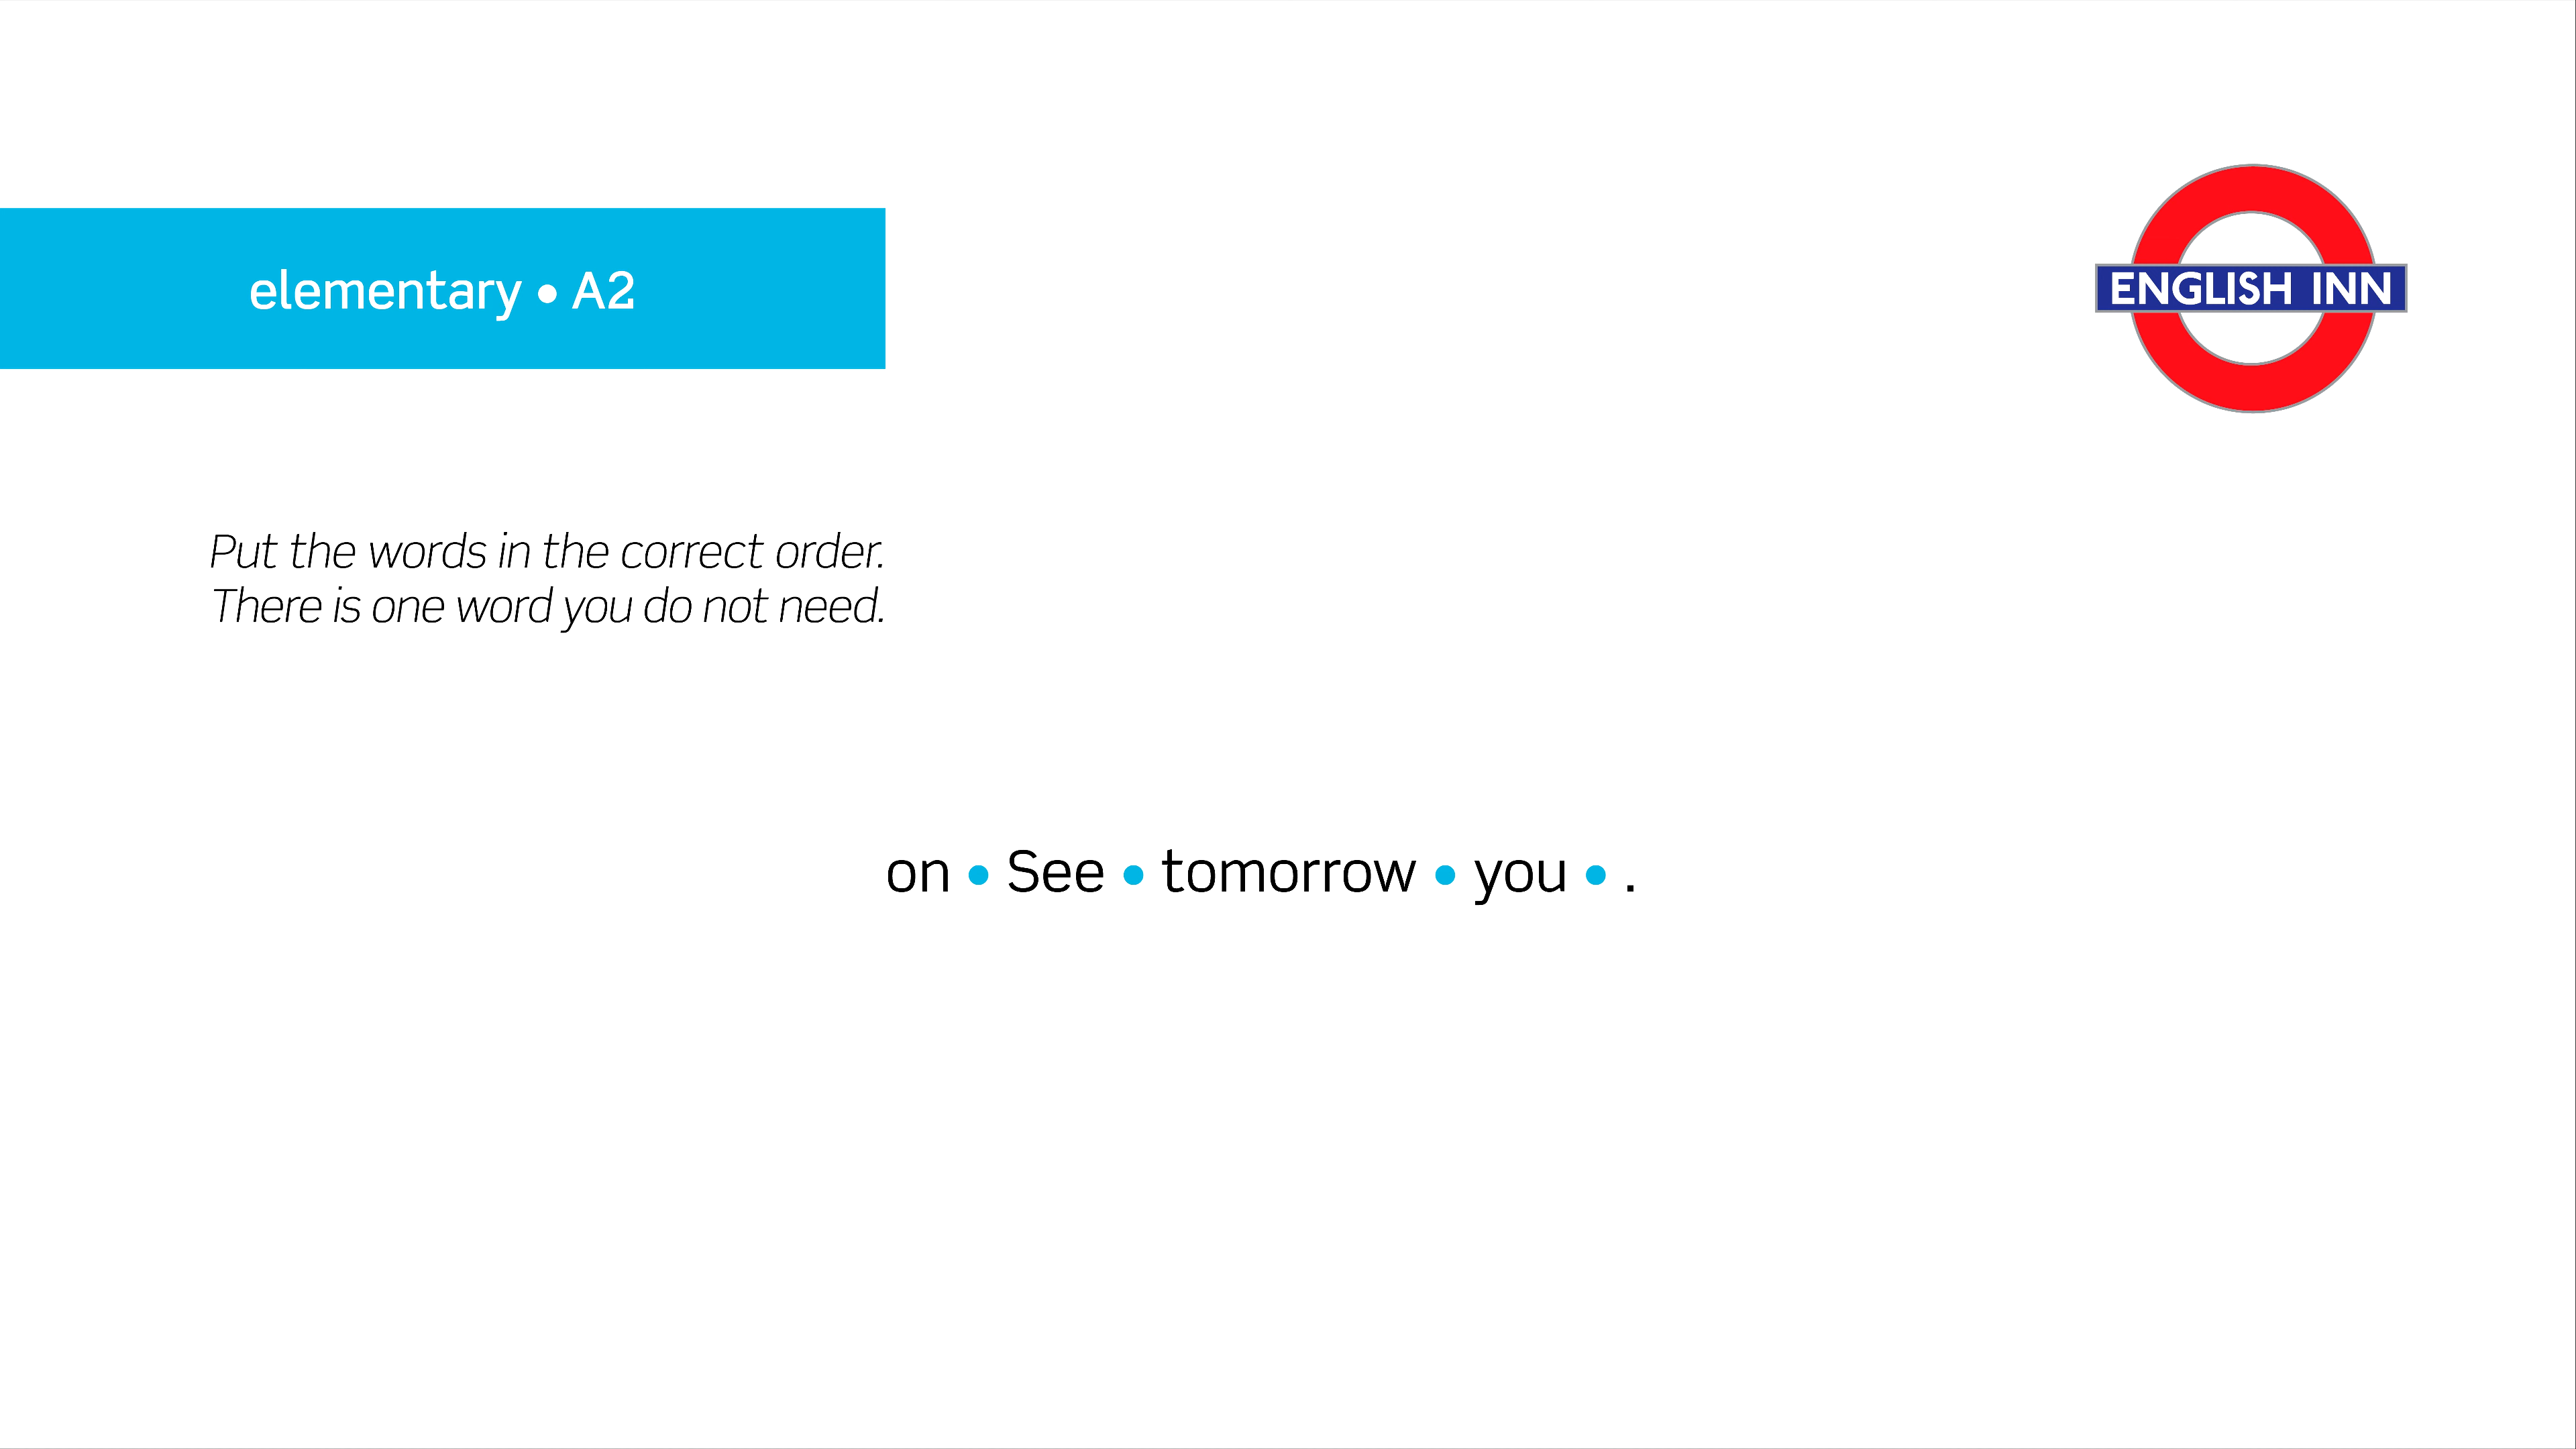 elementary • A2
ENGLISH INN
Put the words in the correct order.
There is one word you do not need.
on • See • tomorrow • you • .